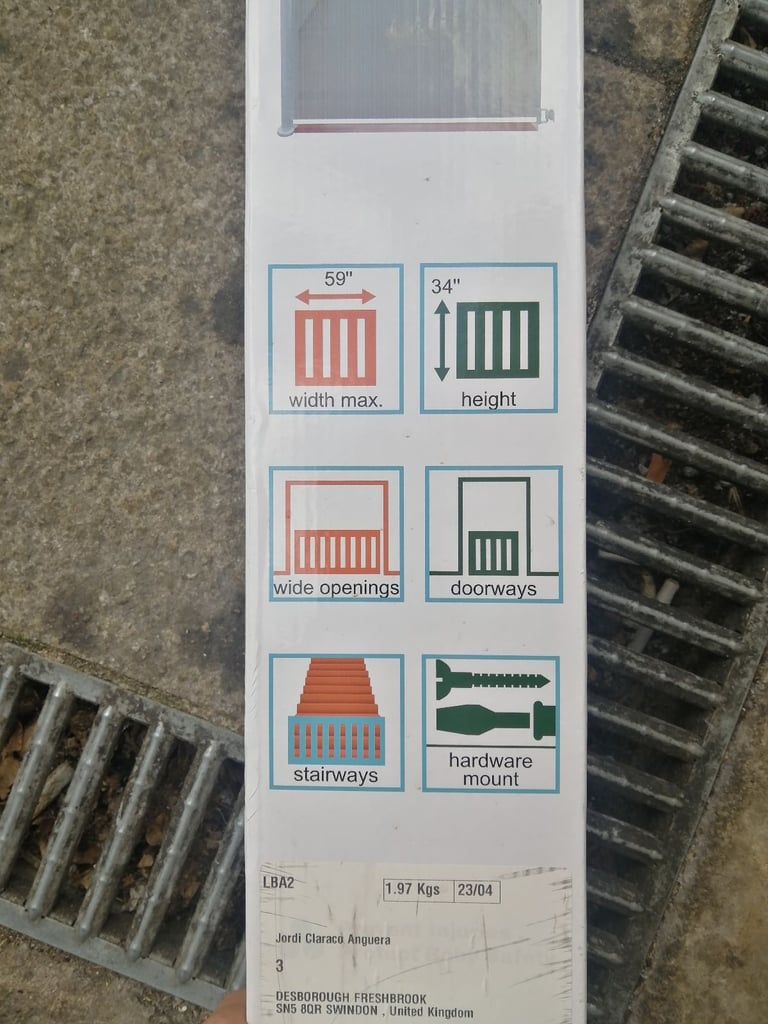 59"
width max.
34"
height
wide openings
doorways
stairways
hardware
mount
LBA2
1.97 Kgs
23/04
Jordi Claraco Anguera
3
DESBOROUGH FRESHBROOK
SN5 8QR SWINDON , United Kingdom